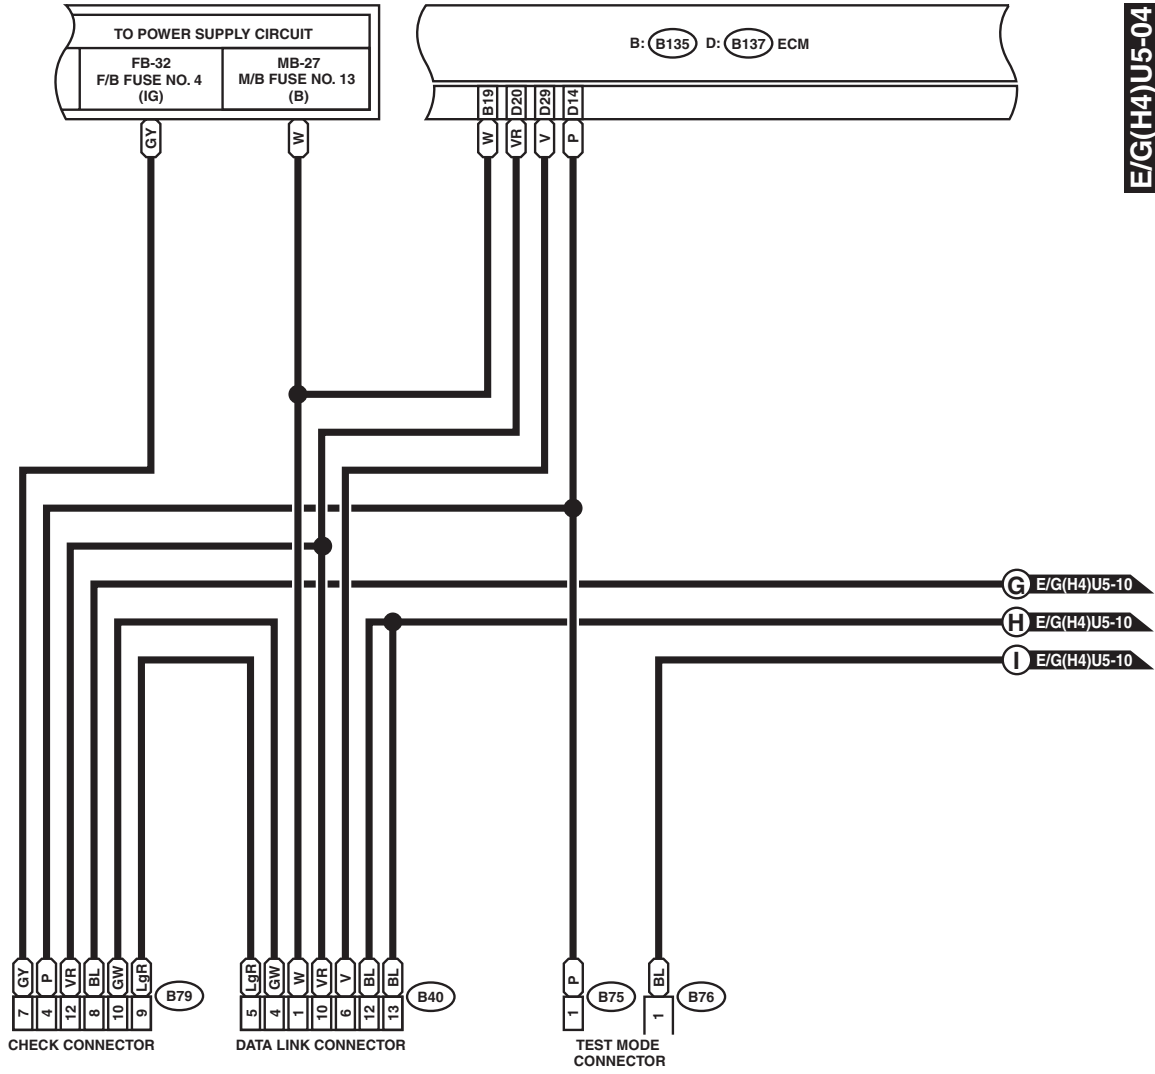 E/G(H4)U5-04
TO POWER SUPPLY CIRCUIT
FB-32
F/B FUSE NO. 4
(IG)
MB-27
M/B FUSE NO. 13
(B)
B: B135 D: B137 ECM
B19 D20 D29 D14
GY W W VR V P
G E/G(H4)U5-10
H E/G(H4)U5-10
I E/G(H4)U5-10
GY P VR BL GW LgR
7 4 12 8 10 9
B79
CHECK CONNECTOR
LgR GW W VR V BL BL
5 4 1 10 6 12 13
B40
DATA LINK CONNECTOR
P
1
B75
BL
1
B76
TEST MODE
CONNECTOR